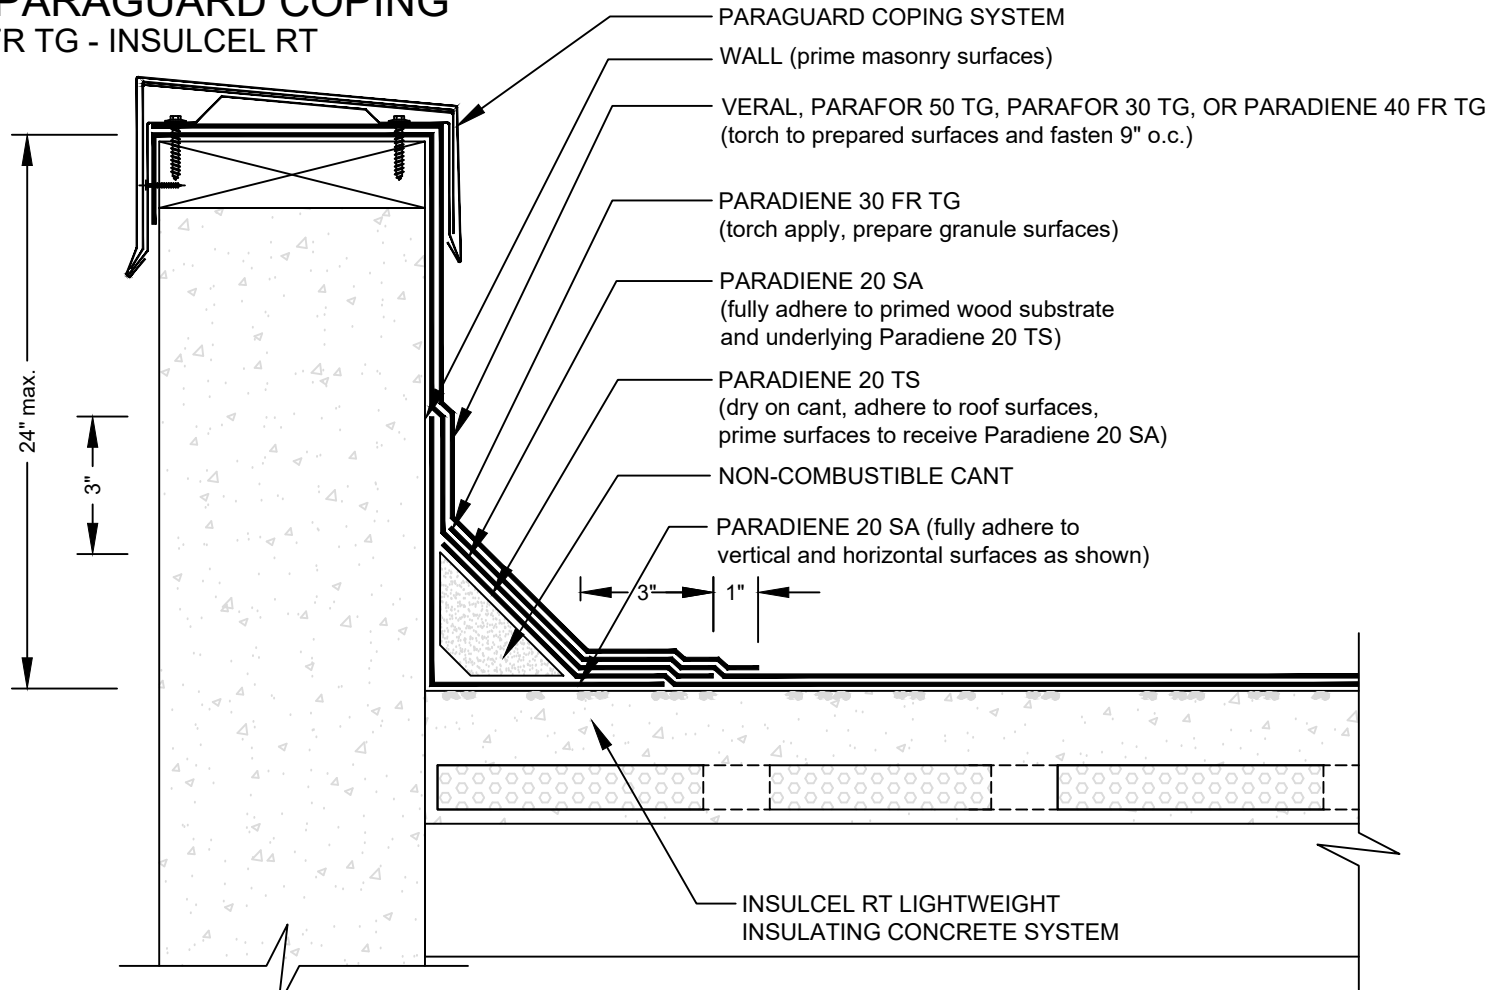 PARAGUARD COPING
FR TG - INSULCEL RT
PARAGUARD COPING SYSTEM
WALL (prime masonry surfaces)
VERAL, PARAFOR 50 TG, PARAFOR 30 TG, OR PARADIENE 40 FR TG
(torch to prepared surfaces and fasten 9" o.c.)
PARADIENE 30 FR TG
(torch apply, prepare granule surfaces)
PARADIENE 20 SA
(fully adhere to primed wood substrate
and underlying Paradiene 20 TS)
PARADIENE 20 TS
(dry on cant, adhere to roof surfaces,
prime surfaces to receive Paradiene 20 SA)
NON-COMBUSTIBLE CANT
PARADIENE 20 SA (fully adhere to
vertical and horizontal surfaces as shown)
24" max.
3"
3"
1"
INSULCEL RT LIGHTWEIGHT
INSULATING CONCRETE SYSTEM